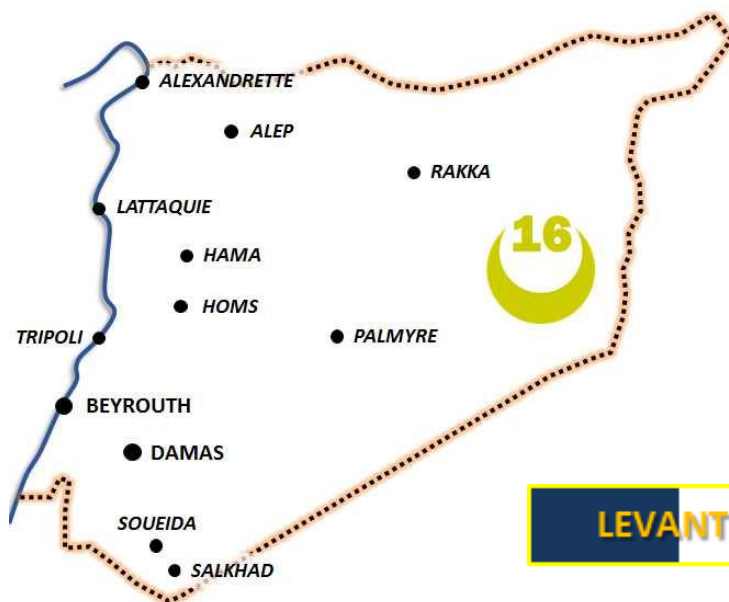 ALEXANDRETTE
ALEP
RAKKA
LATTAQUIE
16
HAMA
HOMS
TRIPOLI
PALMYRE
BEYROUTH
DAMAS
LEVANT
SOUEIDA
SALKHAD